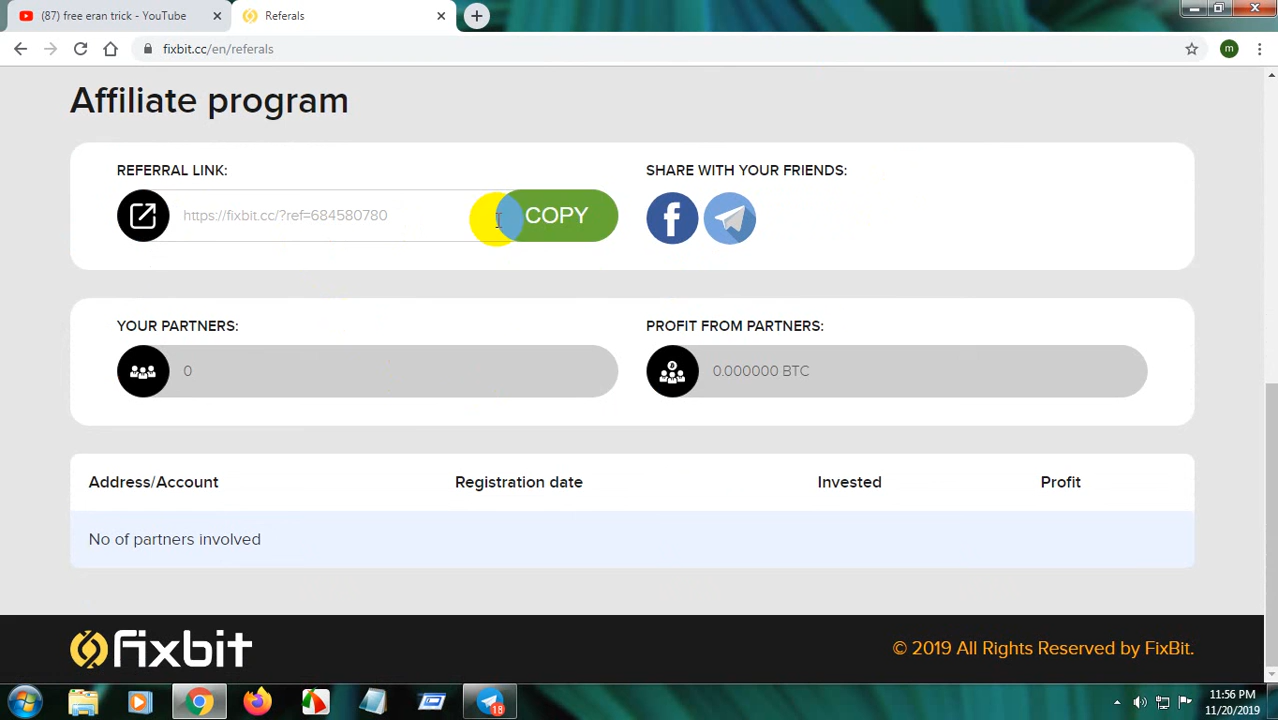 (87) free eran trick - YouTube
Referals
fixbit.cc/en/referals
m
Affiliate program
REFERRAL LINK:
SHARE WITH YOUR FRIENDS:
https://fixbit.cc/?ref=684580780
COPY
YOUR PARTNERS:
PROFIT FROM PARTNERS:
0
0.000000 BTC
Address/Account
Registration date
Invested
Profit
No of partners involved
fixbit
© 2019 All Rights Reserved by FixBit.
18
11:56 PM
11/20/2019